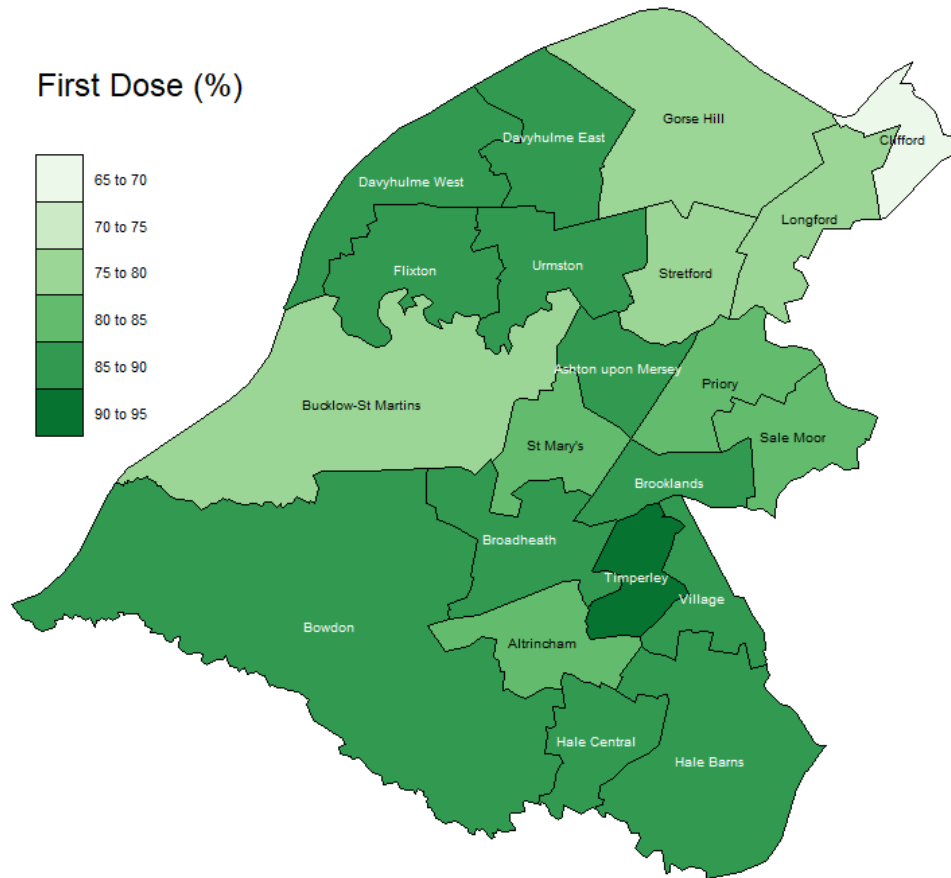 First Dose (%)
65 to 70
70 to 75
75 to 80
80 to 85
85 to 90
90 to 95
Gorse Hill
Clifford
Davyhulme East
Davyhulme West
Longford
Flixton
Urmston
Stretford
Ashton upon Mersey
Priory
Bucklow-St Martins
Sale Moor
St Mary's
Brooklands
Broadheath
Timperley
Village
Bowdon
Altrincham
Hale Central
Hale Barns